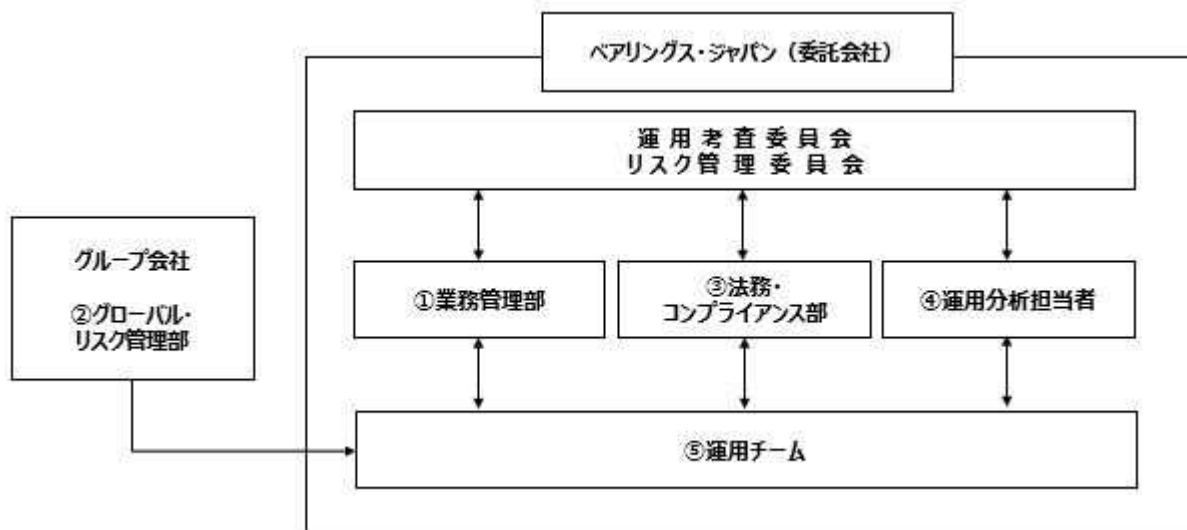 ベアリングス・ジャパン（委託会社）
運用考査委員会
リスク管理委員会
グループ会社
②グローバル・
リスク管理部
①業務管理部
③法務・
コンプライアンス部
④運用分析担当者
⑤運用チーム